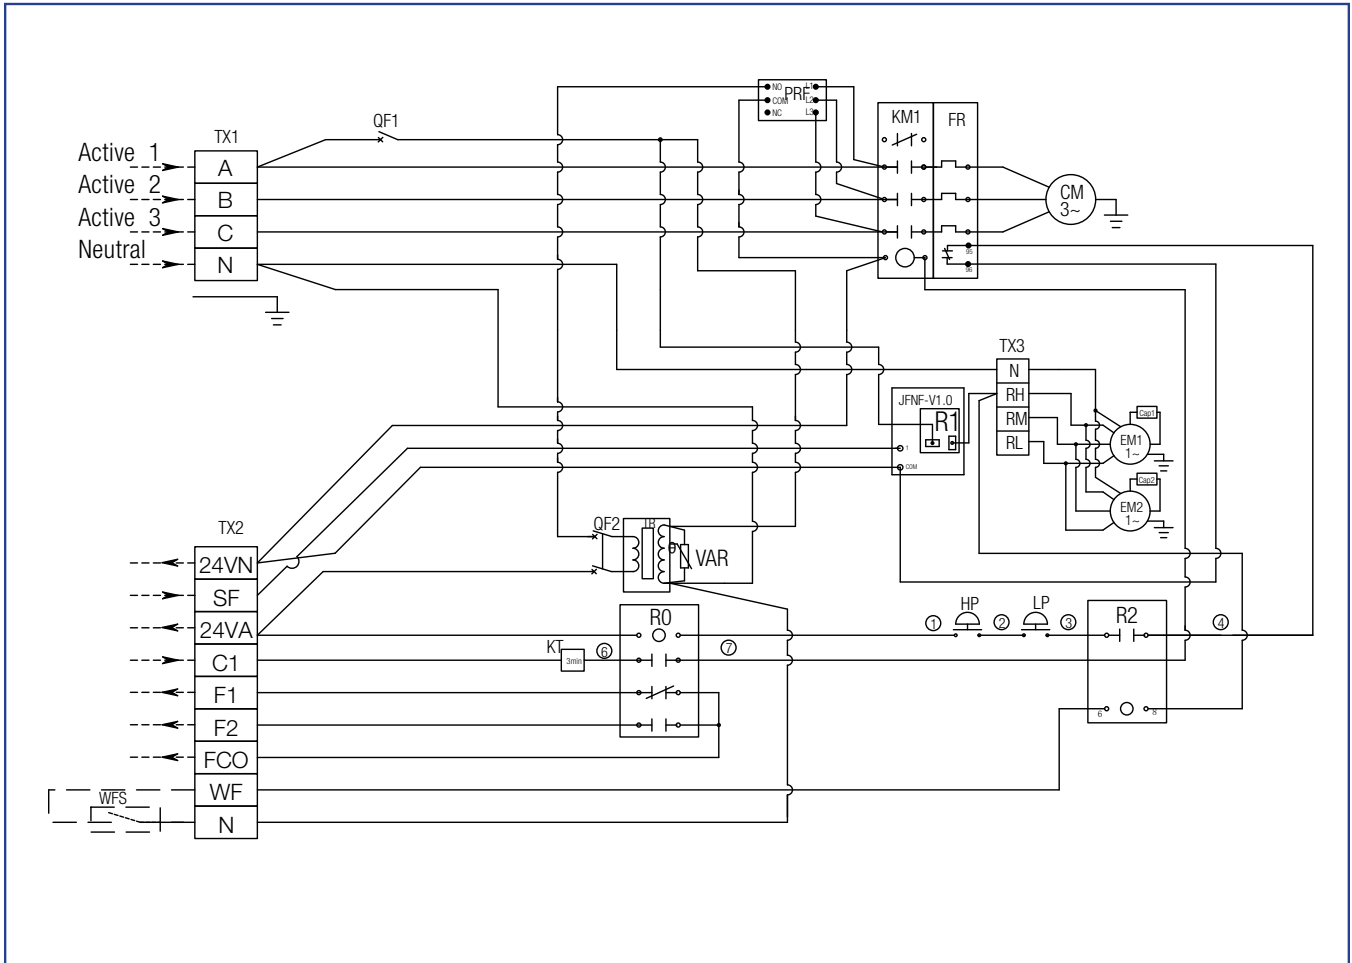 NO
COM
NC
PRF
L1
L2
L3
KM1
FR
QF1
TX1
Active 1
A
Active 2
B
Active 3
C
Neutral
N
CM
3~
95
96
TX3
N
RH
RM
RL
JFNF-V1.0
R1
1
COM
Cap1
EM1
1~
Cap2
EM2
1~
TX2
QF2
TR
θ
VAR
24VN
SF
24VA
C1
F1
F2
FCO
WF
N
R0
KT
3min
6
7
1
HP
2
LP
3
R2
4
6
8
WFS